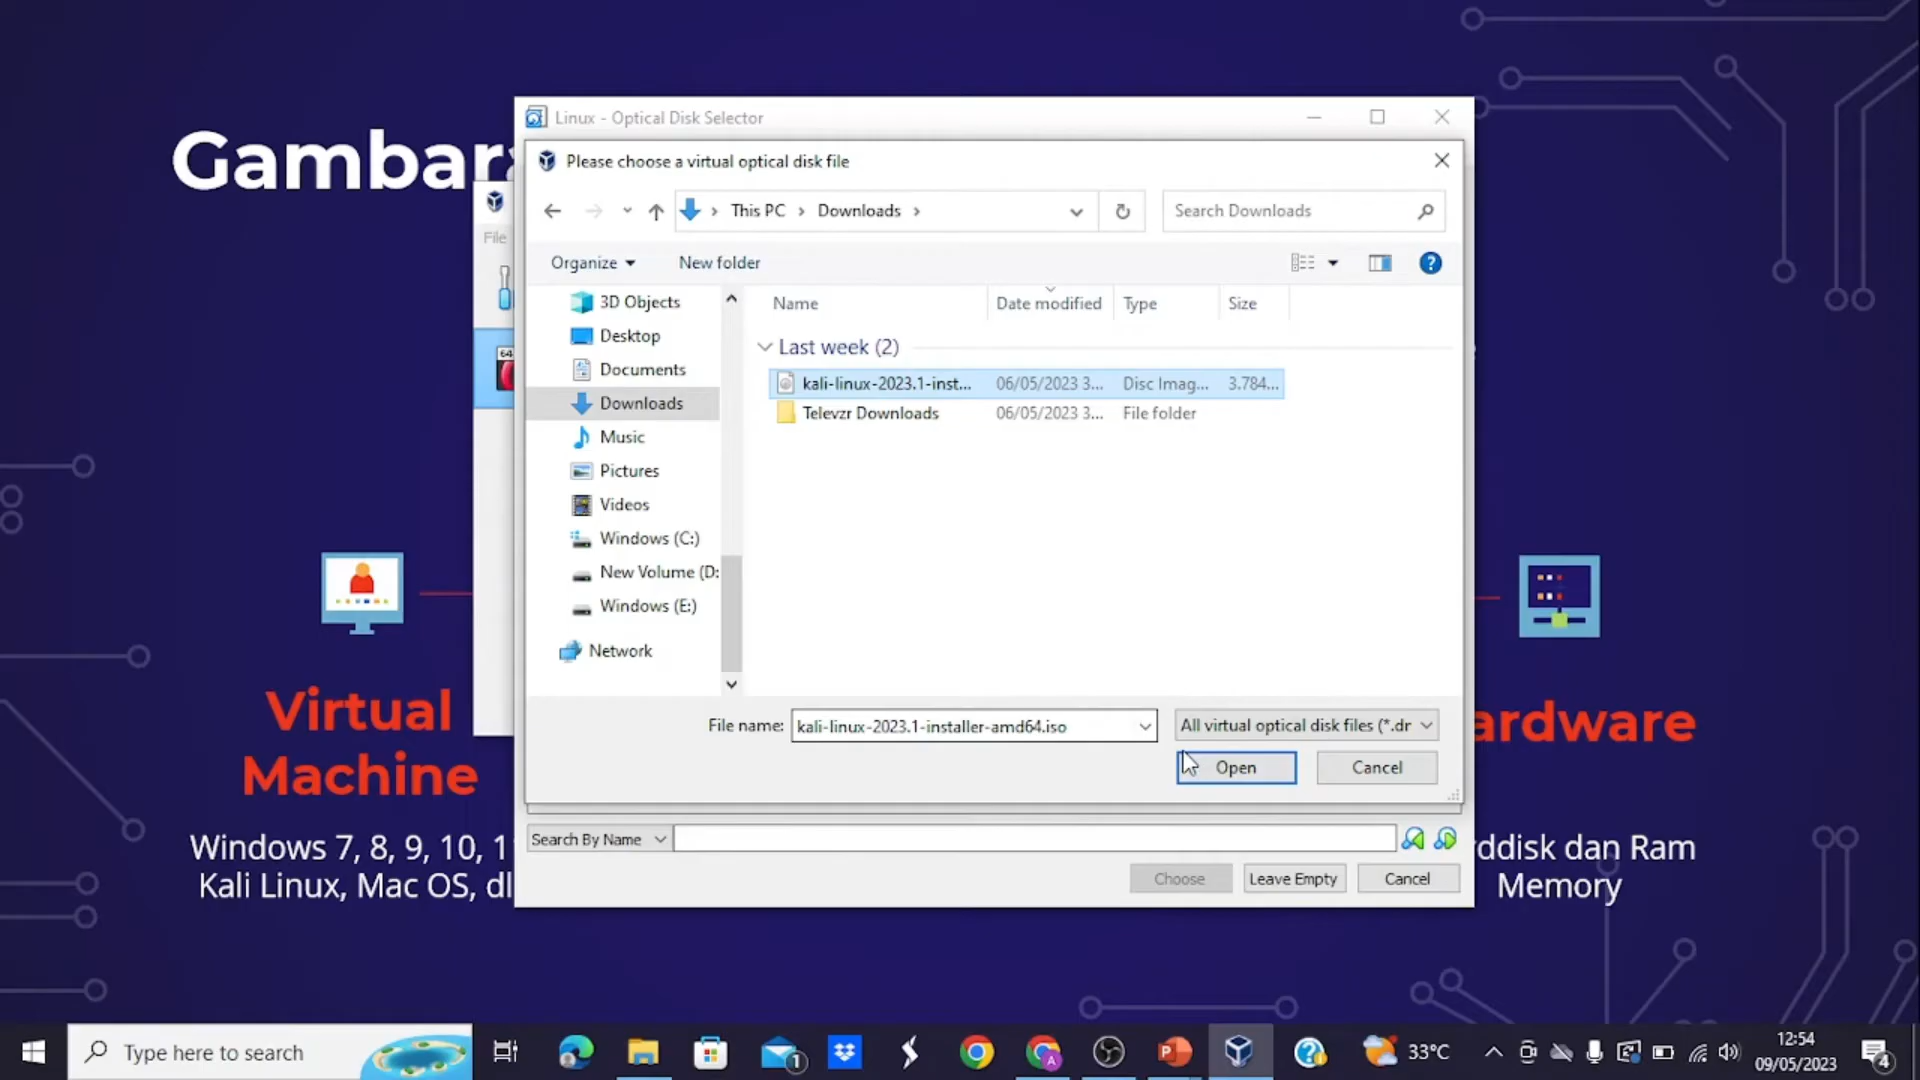 Gambara
Linux - Optical Disk Selector
Please choose a virtual optical disk file
This PC
Downloads
Search Downloads
File
Organize
New folder
3D Objects
Desktop
Documents
Downloads
Music
Pictures
Videos
Windows (C:)
New Volume (D:
Windows (E:)
Network
Name
Date modified
Type
Size
Last week (2)
kali-linux-2023.1-inst... 06/05/2023 3... Disc Imag... 3.784...
Televzr Downloads 06/05/2023 3... File folder
File name: kali-linux-2023.1-installer-amd64.iso
All virtual optical disk files (*.dr
Open
Cancel
Search By Name
Choose
Leave Empty
Cancel
64
Virtual
Machine
Windows 7, 8, 9, 10, 1
Kali Linux, Mac OS, dl
ardware
ddisk dan Ram
Memory
Type here to search
1
33°C
12:54
09/05/2023
4